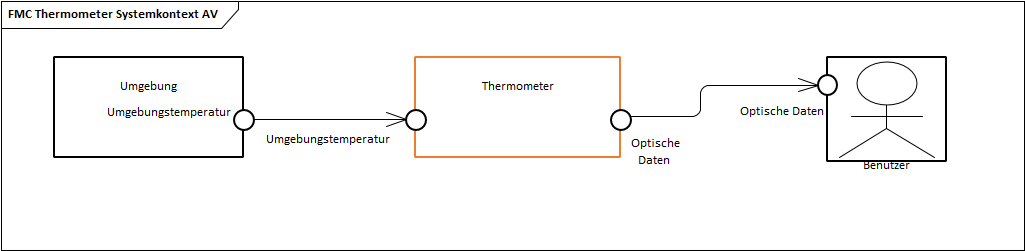 FMC Thermometer Systemkontext AV
Umgebung
Umgebungstemperatur
Umgebungstemperatur
Thermometer
Optische
Daten
Optische Daten
Benutzer